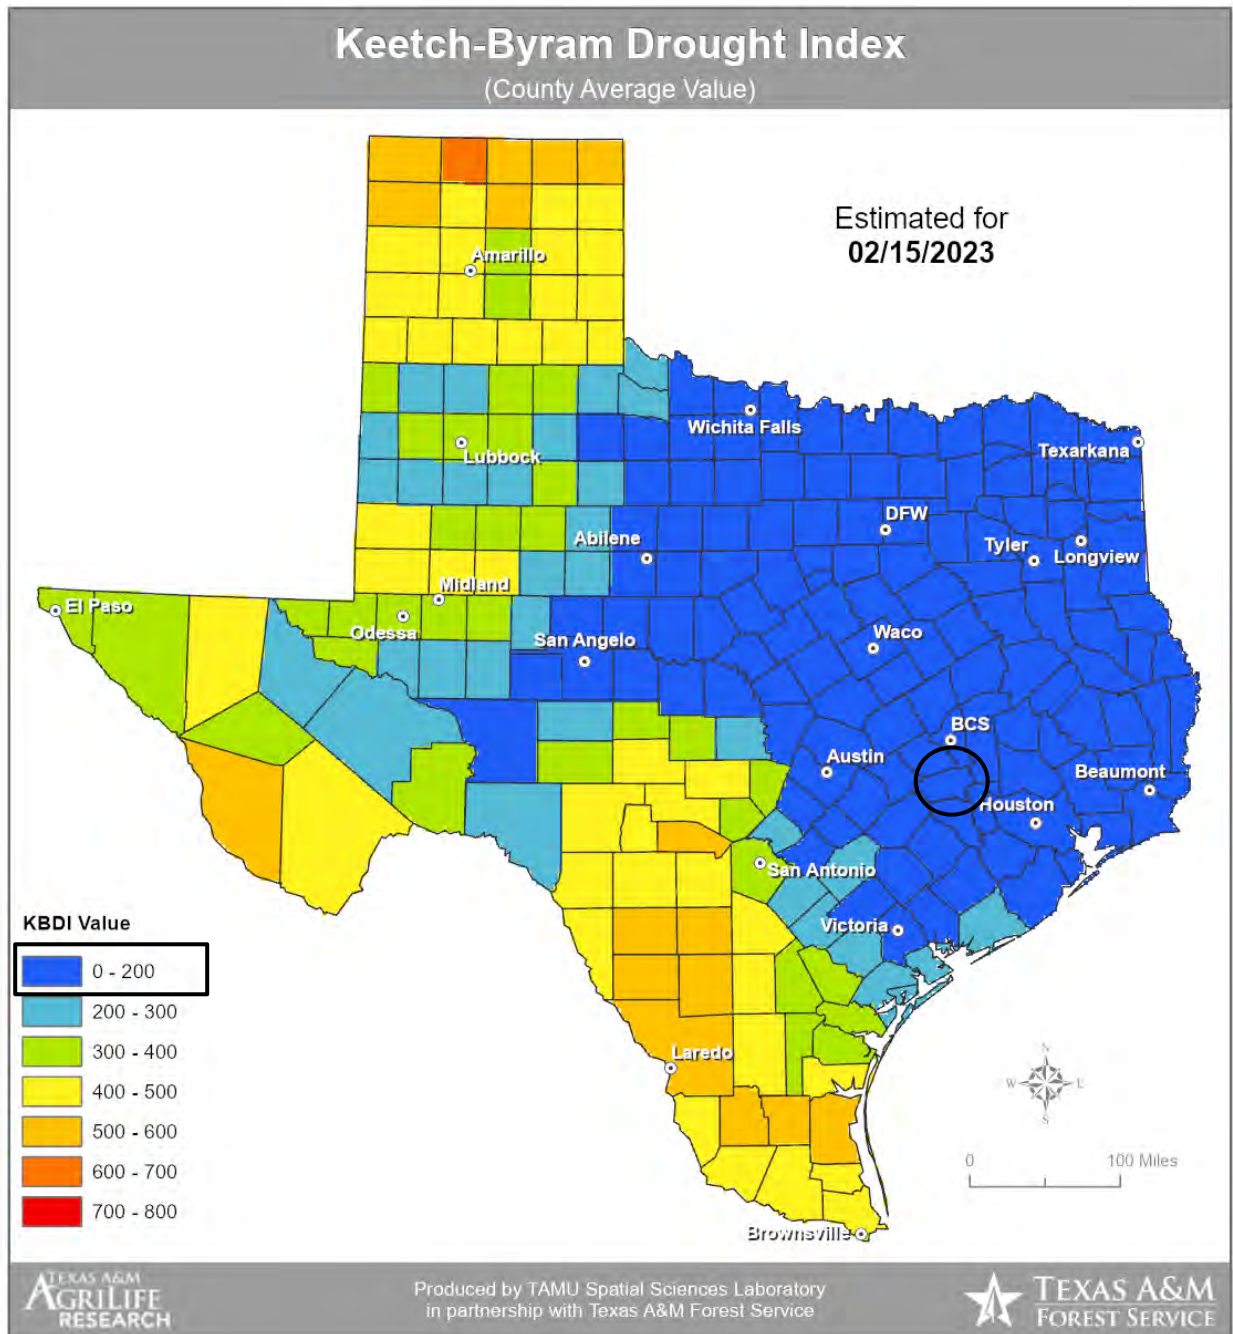 Keetch-Byram Drought Index
(County Average Value)
Estimated for
02/15/2023
Amarillo
Wichita Falls
Texarkana
Lubbock
DFW
Abilene
Tyler
Longview
Midland
El Paso
Odessa
San Angelo
Waco
BCS
Austin
Beaumont
Houston
San Antonio
Victoria
Laredo
Brownsville
KBDI Value
0 - 200
200 - 300
300 - 400
400 - 500
500 - 600
600 - 700
700 - 800
N
W
E
S
0
100 Miles
TEXAS A&M
AGRILIFE
RESEARCH
Produced by TAMU Spatial Sciences Laboratory
in partnership with Texas A&M Forest Service
TEXAS A&M
FOREST SERVICE